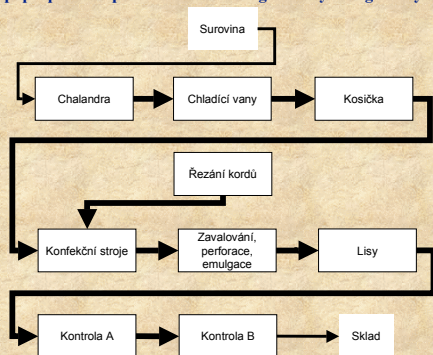 Surovina
Chalandra
Chladící vany
Kosička
Řezání kordů
Konfekční stroje
Zavalování,
perforace,
emulgace
Lisy
Kontrola A
Kontrola B
Sklad